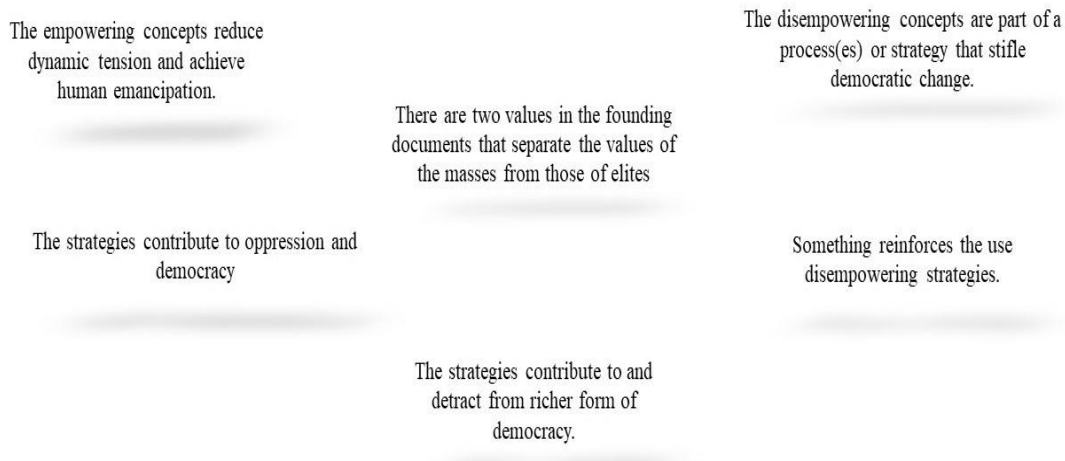 The empowering concepts reduce
dynamic tension and achieve
human emancipation.
The disempowering concepts are part of a
process(es) or strategy that stifle
democratic change.
There are two values in the founding
documents that separate the values of
the masses from those of elites
The strategies contribute to oppression and
democracy
Something reinforces the use
disempowering strategies.
The strategies contribute to and
detract from richer form of
democracy.